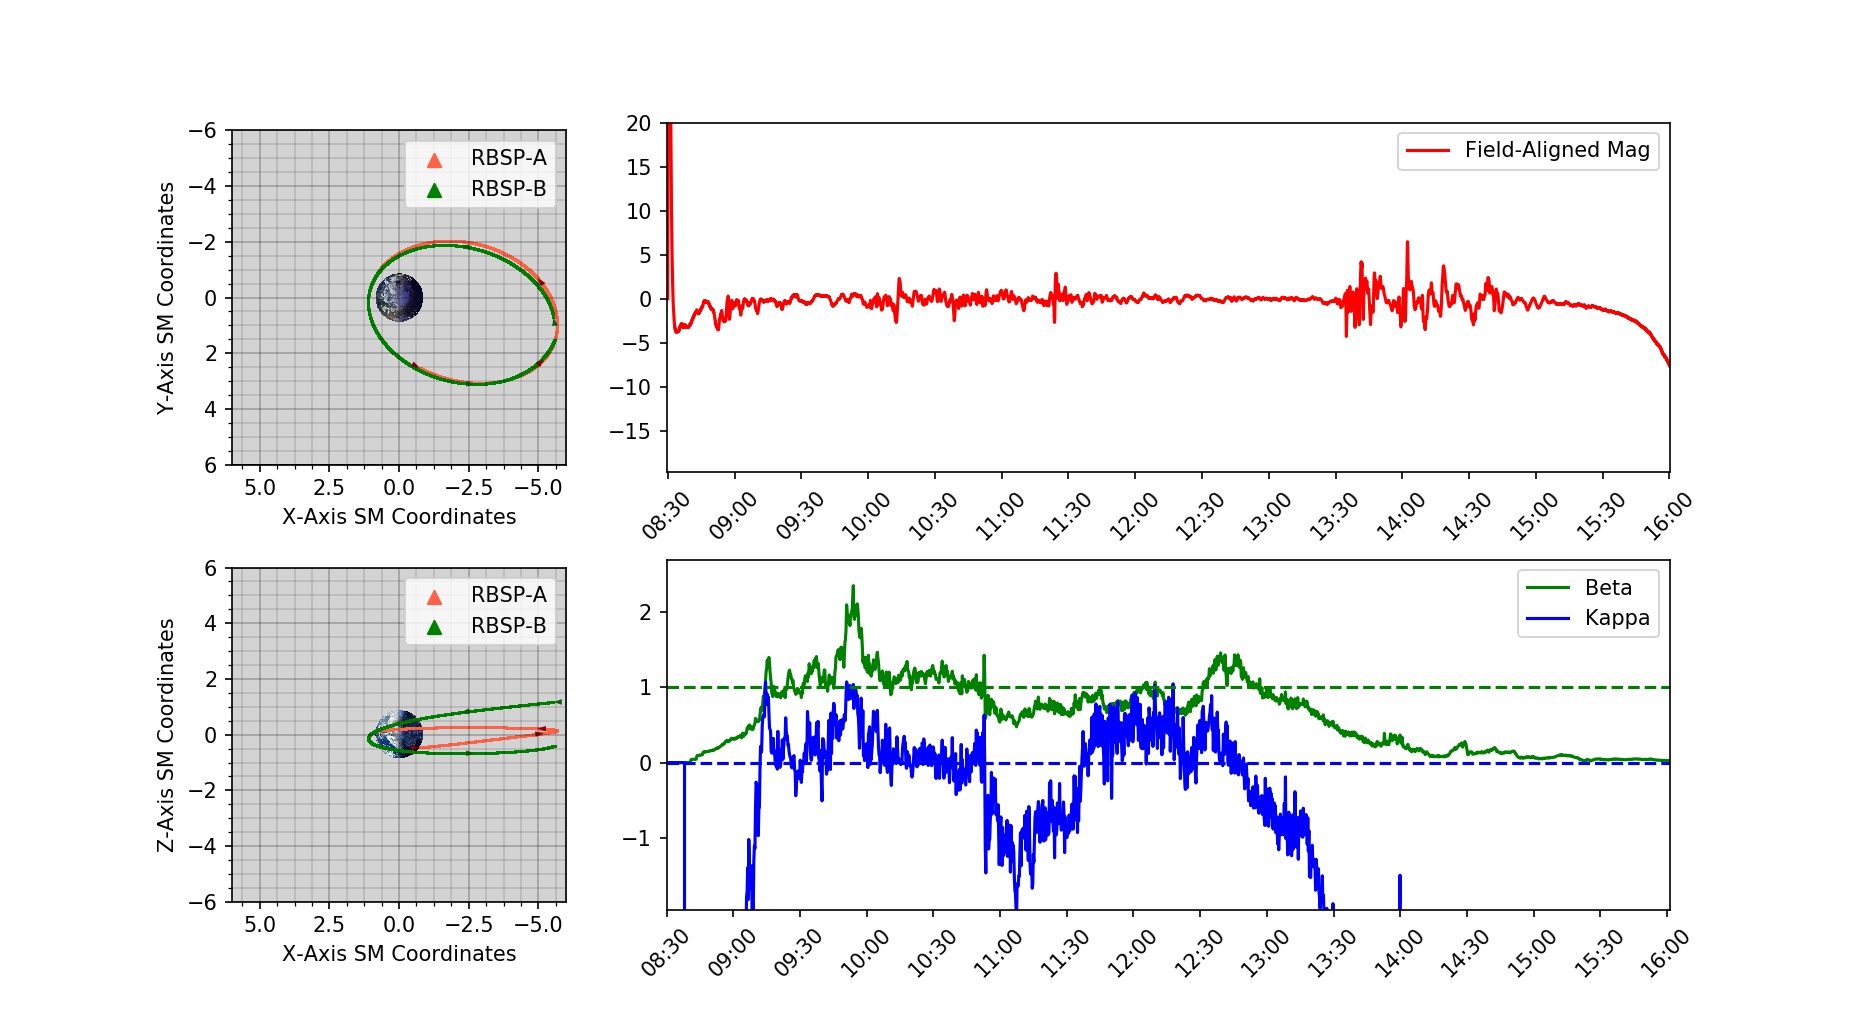 −6
−4
−2
0
2
4
6
Y-Axis SM Coordinates
RBSP-A
RBSP-B
5.0 2.5 0.0 −2.5 −5.0
X-Axis SM Coordinates
20
15
10
5
0
−5
−10
−15
Field-Aligned Mag
08:30 09:00 09:30 10:00 10:30 11:00 11:30 12:00 12:30 13:00 13:30 14:00 14:30 15:00 15:30 16:00
6
4
2
0
−2
−4
−6
Z-Axis SM Coordinates
RBSP-A
RBSP-B
5.0 2.5 0.0 −2.5 −5.0
X-Axis SM Coordinates
2
1
0
−1
Beta
Kappa
08:30 09:00 09:30 10:00 10:30 11:00 11:30 12:00 12:30 13:00 13:30 14:00 14:30 15:00 15:30 16:00